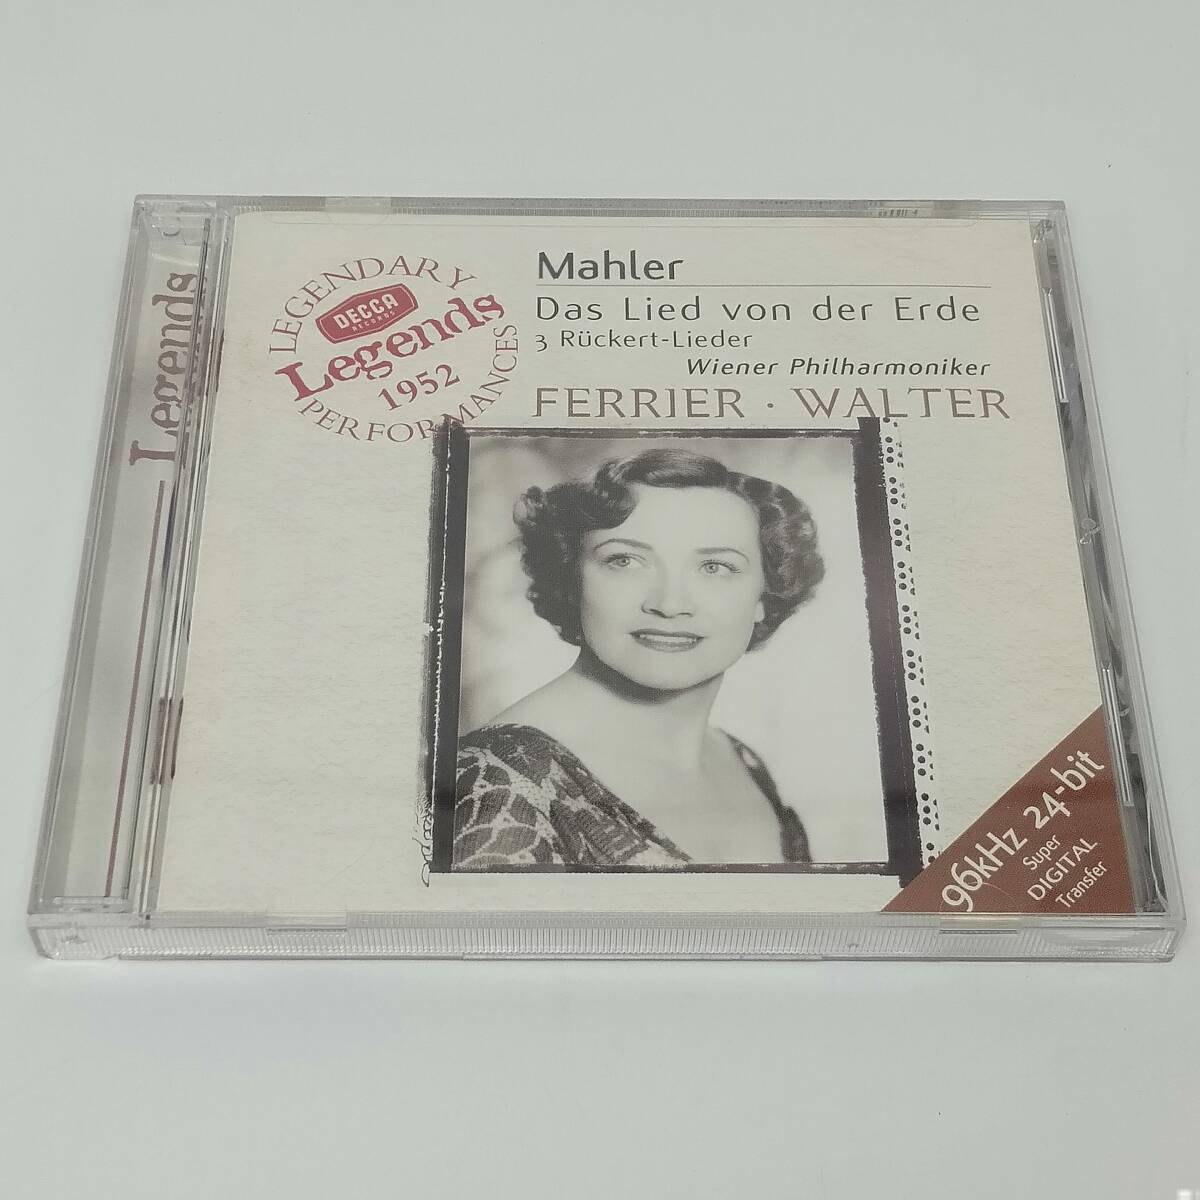 Legends
LEGENDARY
DECCA
RECORDS
Legends
1952
PERFORMANCES
Mahler
Das Lied von der Erde
3 Rückert-Lieder
Wiener Philharmoniker
FERRIER · WALTER
96kHz 24-bit
Super
DIGITAL
Transfer